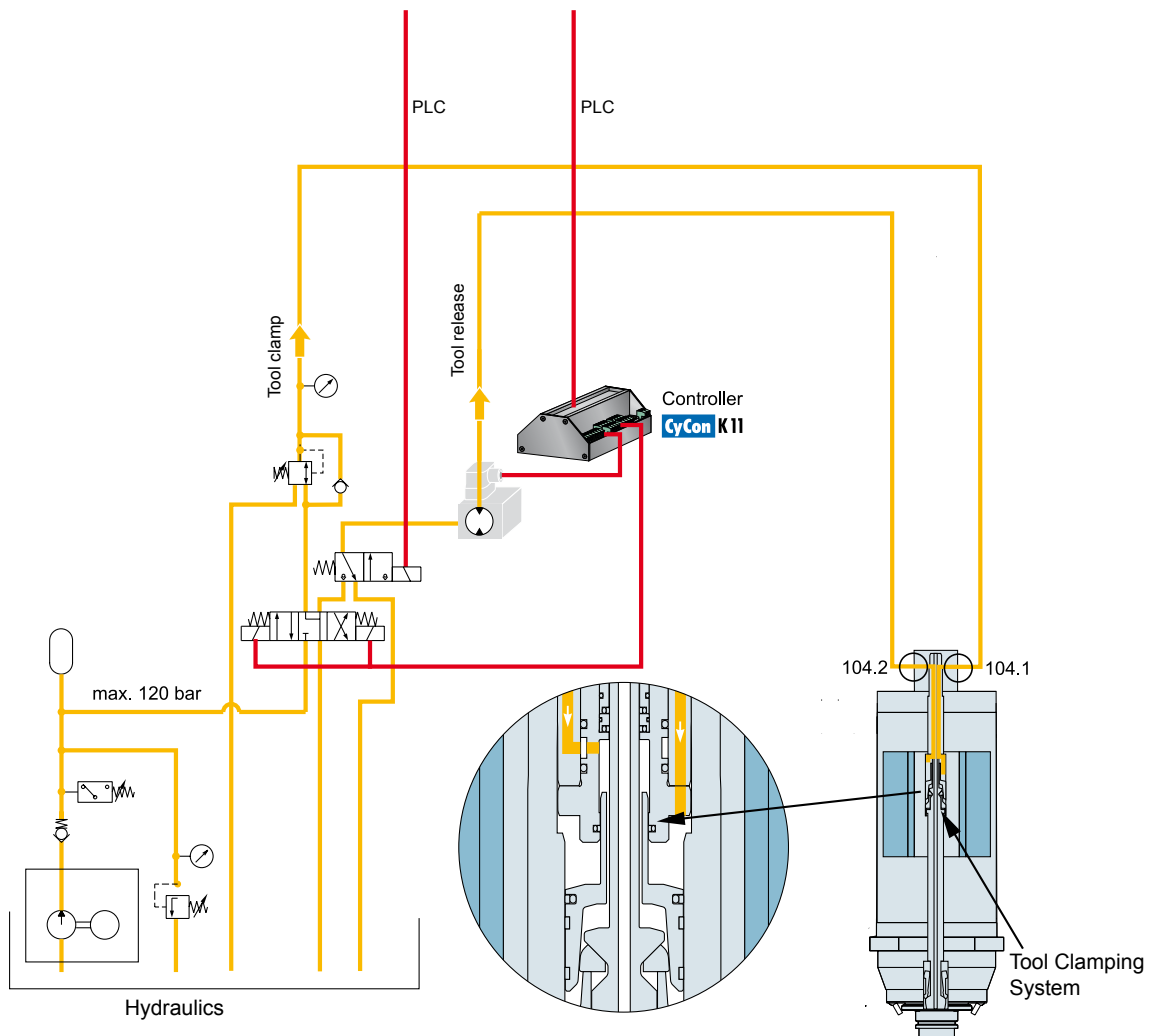 PLC
PLC
Tool clamp
Tool release
Controller
CyCon K11
104.2
104.1
max. 120 bar
Tool Clamping
System
Hydraulics